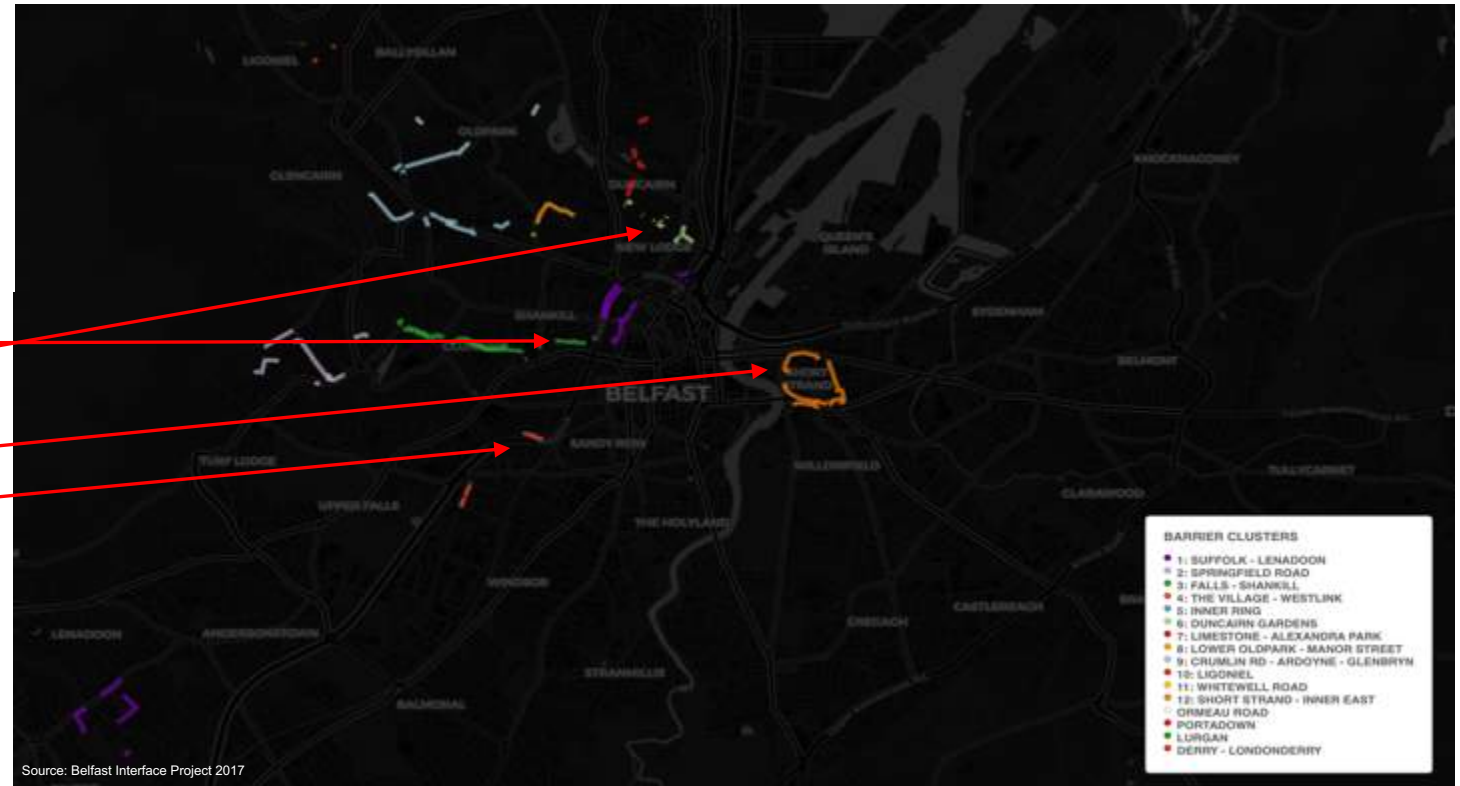 LIGONIEL
BALLYSILLAN
OLDPARK
GLENCAIRN
KNOCKNAGONEY
DUNCAIRN
NEW LODGE
QUEEN'S
ISLAND
SHANKILL
SYDENHAM
BELMONT
SHORT
STRAND
BELFAST
SANDY ROW
TURF LODGE
WILLOWFIELD
TULLYCARNET
CLARAWOOD
UPPER FALLS
THE HOLYLAND
WINDSOR
CASTLEREAGH
CREGAGH
LENADOON
ANDERSONSTOWN
STRANMILLIS
BALMORAL
BARRIER CLUSTERS
1: SUFFOLK - LENADOON
2: SPRINGFIELD ROAD
3: FALLS - SHANKILL
4: THE VILLAGE - WESTLINK
5: INNER RING
6: DUNCAIRN GARDENS
7: LIMESTONE - ALEXANDRA PARK
8: LOWER OLDPARK - MANOR STREET
9: CRUMLIN RD - ARDOYNE - GLENBRYN
10: LIGONIEL
11: WHITEWELL ROAD
12: SHORT STRAND - INNER EAST
ORMEAU ROAD
PORTADOWN
LURGAN
DERRY - LONDONDERRY
Source: Belfast Interface Project 2017